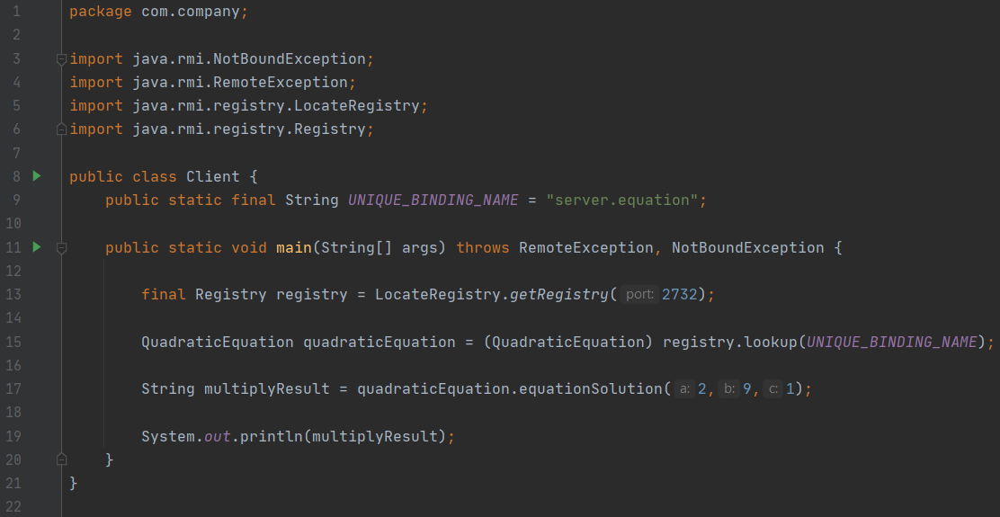 1 package com.company;
2
3 import java.rmi.NotBoundException;
4 import java.rmi.RemoteException;
5 import java.rmi.registry.LocateRegistry;
6 import java.rmi.registry.Registry;
7
8 public class Client {
9     public static final String UNIQUE_BINDING_NAME = "server.equation";
10
11     public static void main(String[] args) throws RemoteException, NotBoundException {
12
13         final Registry registry = LocateRegistry.getRegistry( port: 2732);
14
15         QuadraticEquation quadraticEquation = (QuadraticEquation) registry.lookup(UNIQUE_BINDING_NAME);
16
17         String multiplyResult = quadraticEquation.equationSolution( a: 2, b: 9, c: 1);
18
19         System.out.println(multiplyResult);
20     }
21 }
22